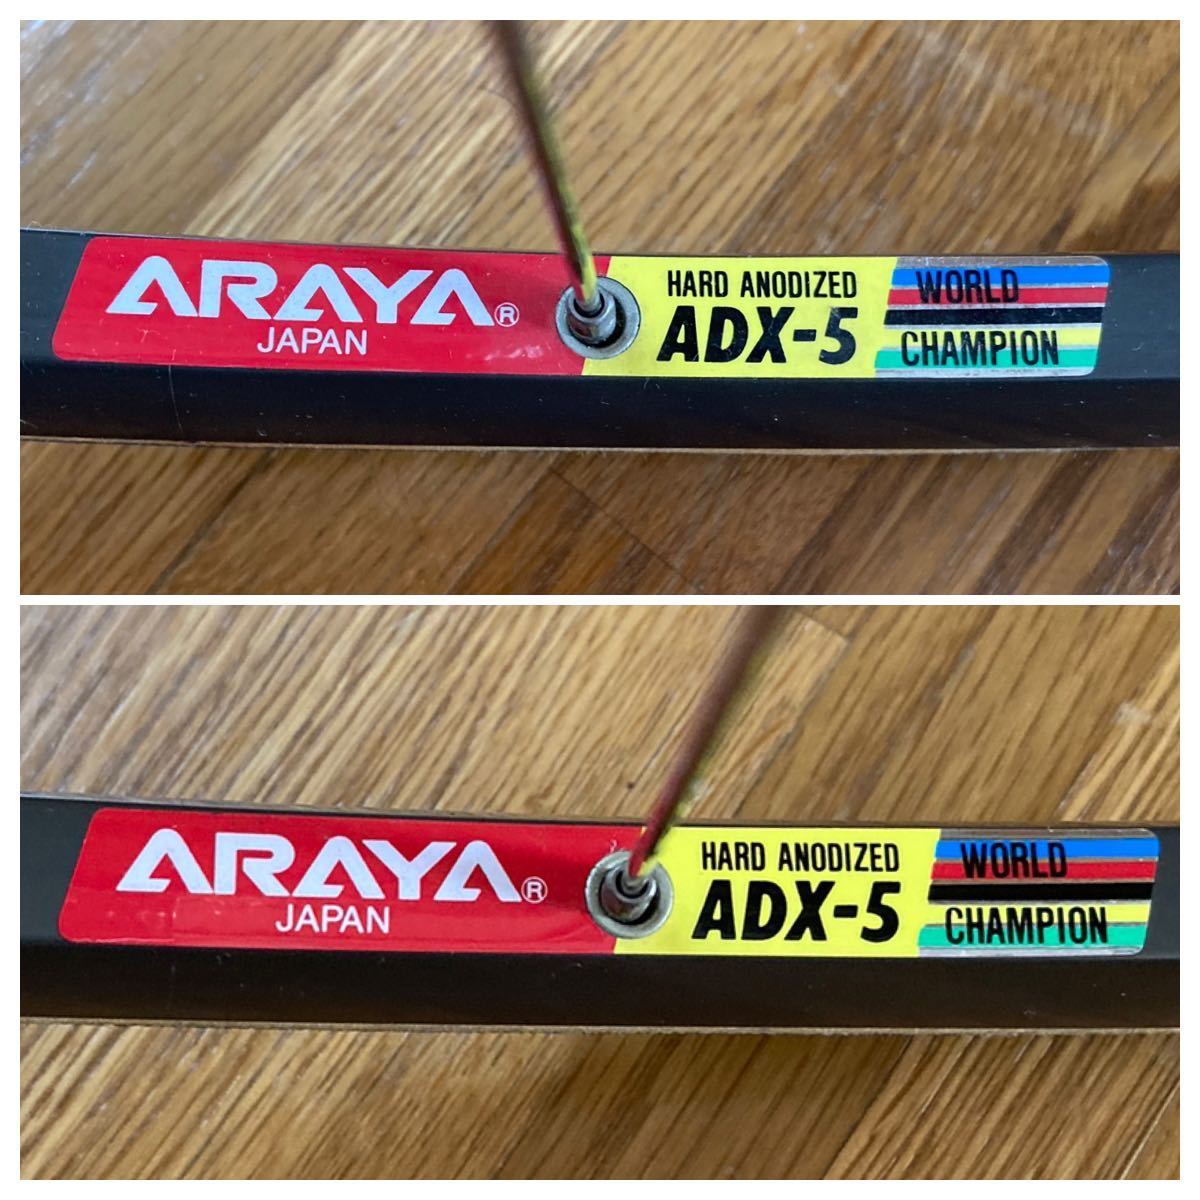 ARAYA®
JAPAN
HARD ANODIZED
ADX-5
WORLD
CHAMPION
ARAYA®
JAPAN
HARD ANODIZED
ADX-5
WORLD
CHAMPION